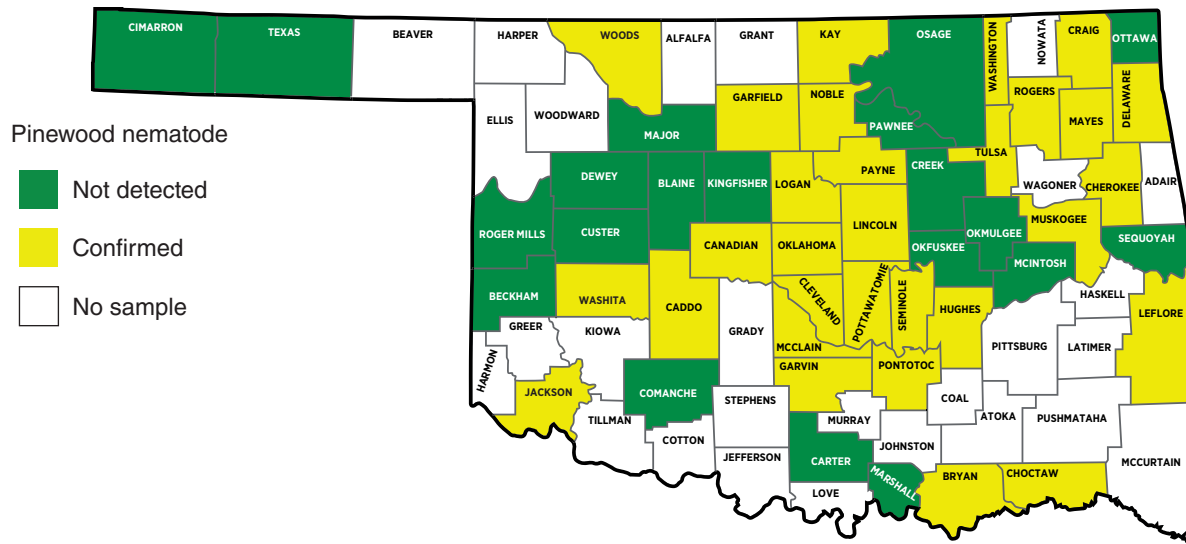 CIMARRON
TEXAS
BEAVER
HARPER
WOODS
ALFALFA
GRANT
KAY
OSAGE
WASHINGTON
NOWATA
CRAIG
OTTAWA
Pinewood nematode
Not detected
Confirmed
No sample
ELLIS
WOODWARD
MAJOR
GARFIELD
NOBLE
PAWNEE
ROGERS
MAYES
DELAWARE
DEWEY
BLAINE
KINGFISHER
LOGAN
PAYNE
CREEK
TULSA
WAGONER
CHEROKEE
ADAIR
ROGER MILLS
CUSTER
CANADIAN
OKLAHOMA
LINCOLN
OKFUSKEE
OKMULGEE
MUSKOGEE
MCINTOSH
SEQUOYAH
BECKHAM
WASHITA
CADDO
CLEVELAND
POTTAWATOMIE
SEMINOLE
HUGHES
HASKELL
LEFLORE
GREER
KIOWA
GRADY
MCCLAIN
PITTSBURG
LATIMER
HARMON
JACKSON
COMANCHE
GARVIN
PONTOTOC
TILLMAN
COTTON
STEPHENS
MURRAY
COAL
ATOKA
PUSHMATAHA
JEFFERSON
CARTER
JOHNSTON
MCCURTAIN
LOVE
MARSHALL
BRYAN
CHOCTAW